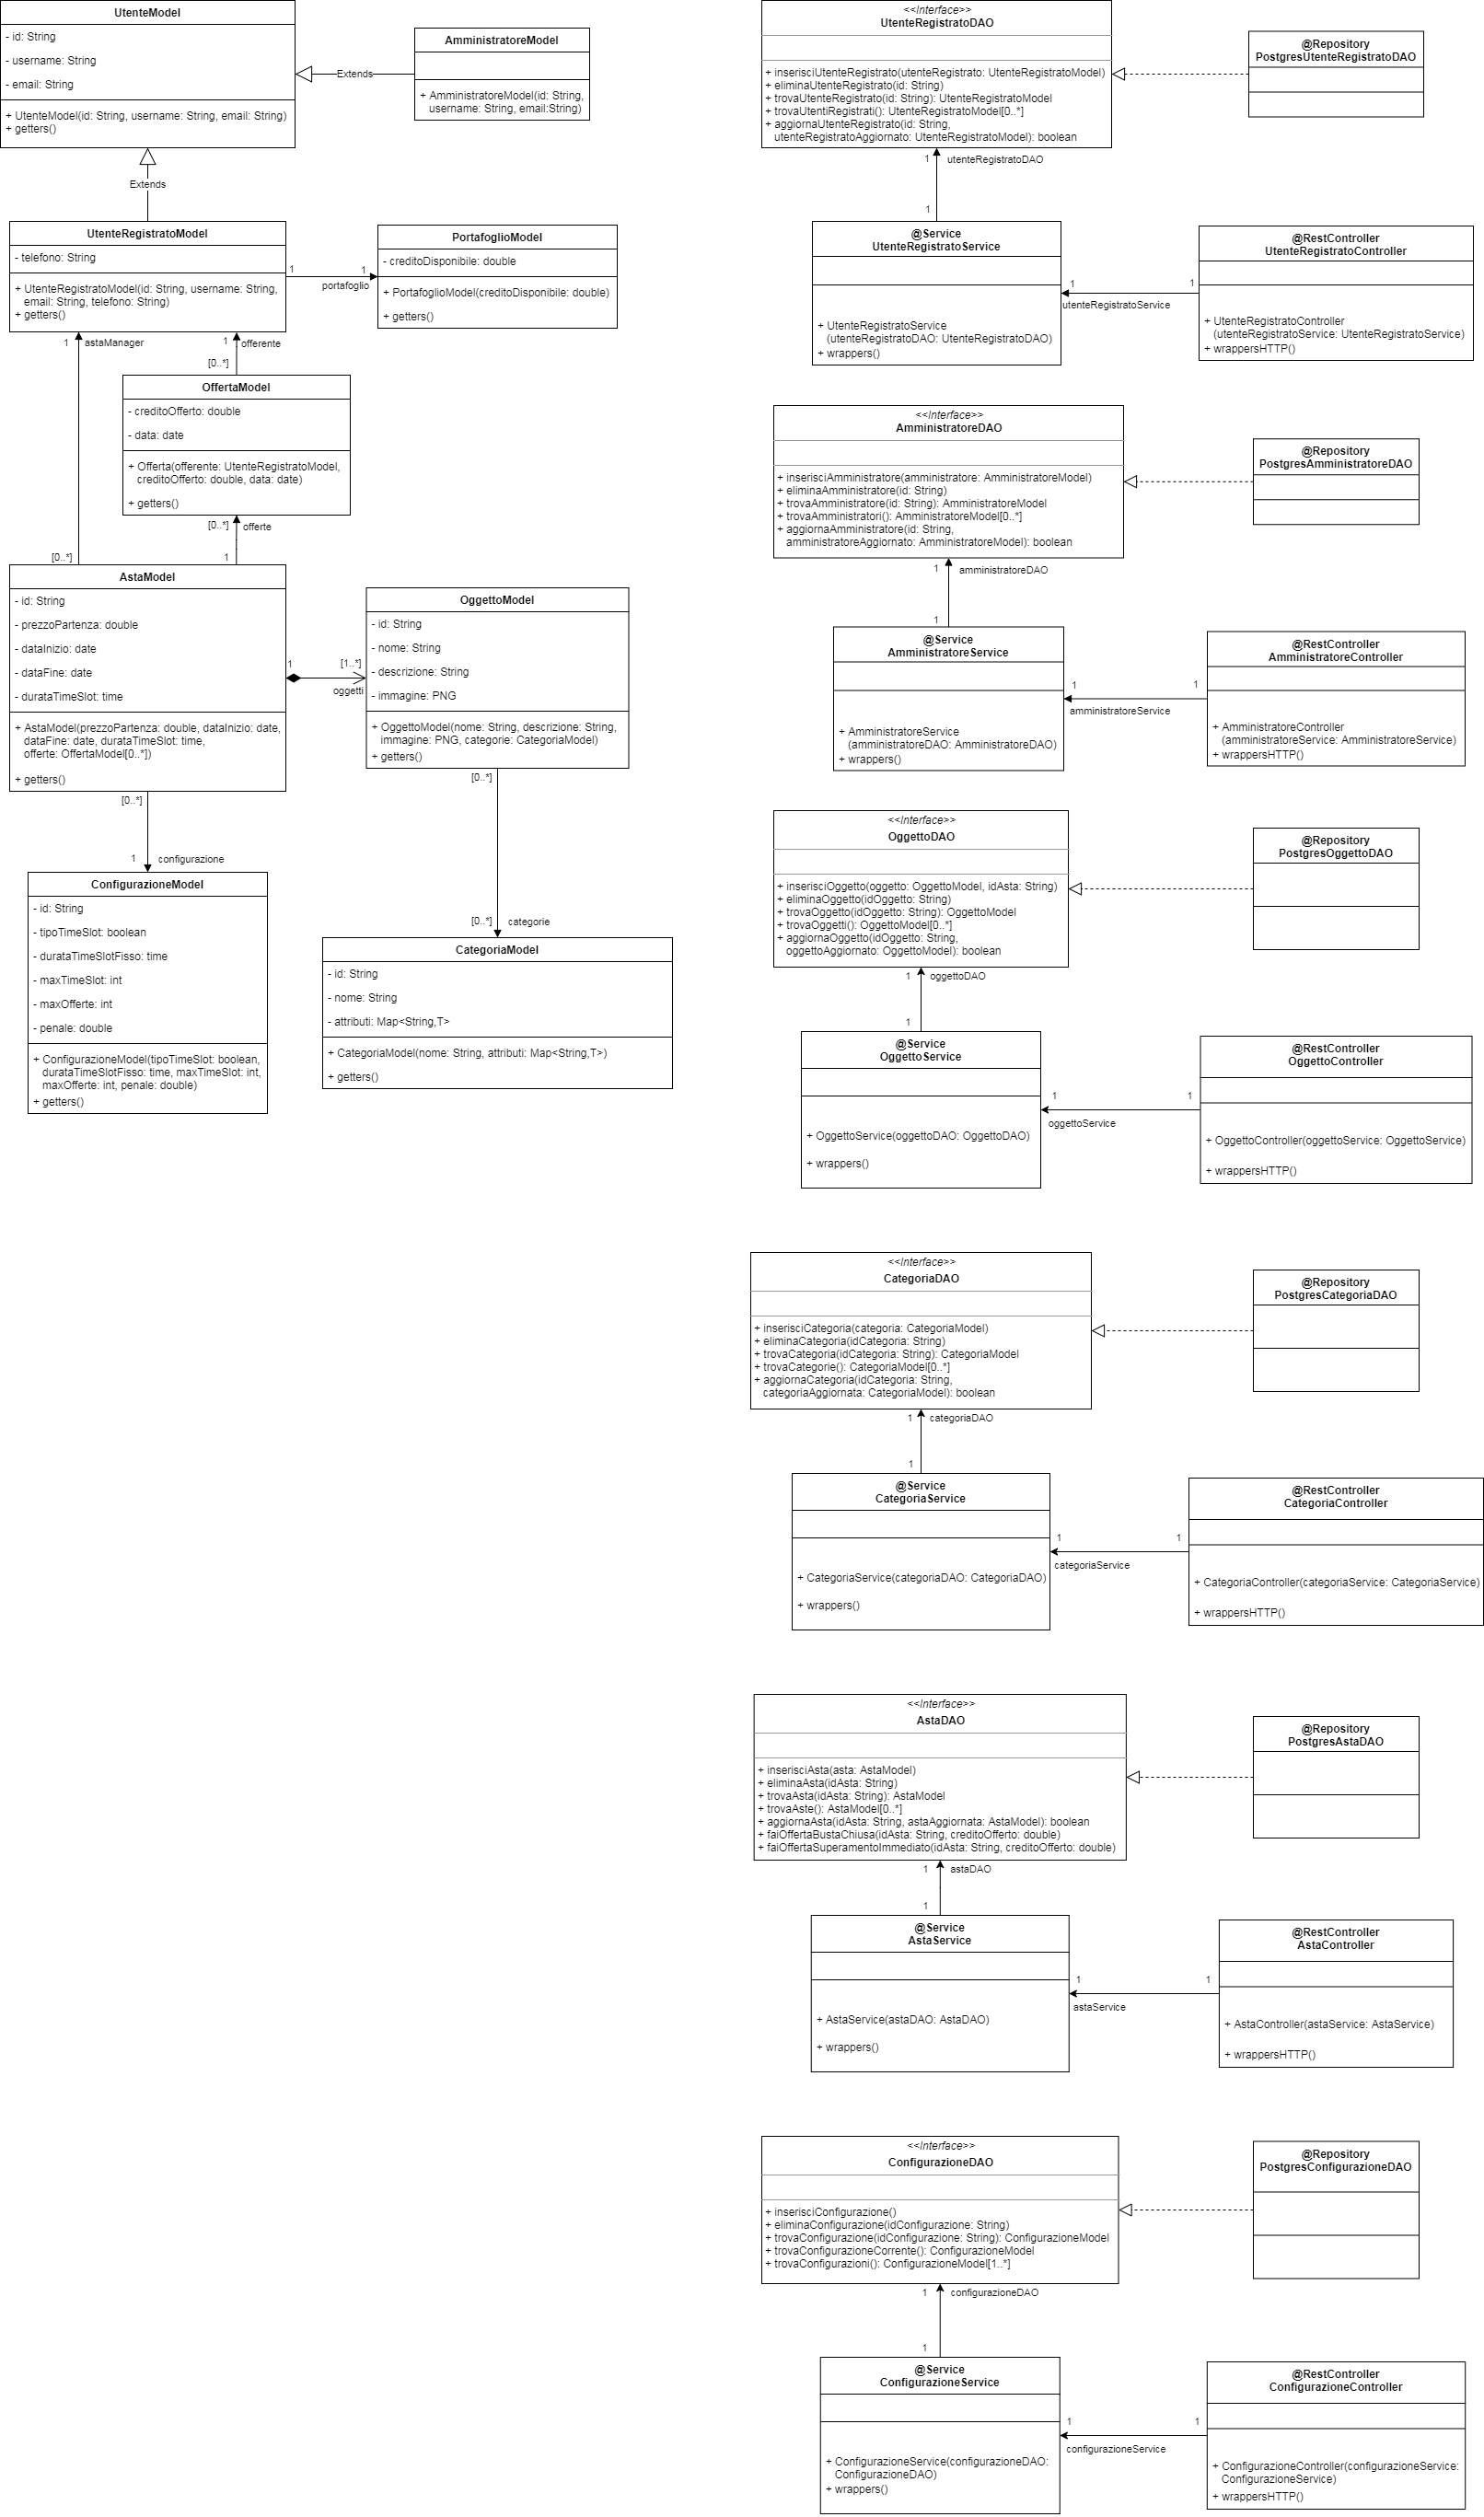 UtenteModel
- id: String
- username: String
- email: String
+ UtenteModel(id: String, username: String, email: String)
+ getters()
AmministratoreModel
+ AmministratoreModel(id: String,
username: String, email:String)
Extends
Extends
UtenteRegistratoModel
- telefono: String
+ UtenteRegistratoModel(id: String, username: String,
email: String, telefono: String)
+ getters()
1
1
portafoglio
PortafoglioModel
- creditoDisponibile: double
+ PortafoglioModel(creditoDisponibile: double)
+ getters()
1
astaManager
1
offerente
[0..*]
OffertaModel
- creditoOfferto: double
- data: date
+ Offerta(offerente: UtenteRegistratoModel,
creditoOfferto: double, data: date)
+ getters()
[0..*]
offerte
[0..*]
1
AstaModel
- id: String
- prezzoPartenza: double
- dataInizio: date
- dataFine: date
- durataTimeSlot: time
+ AstaModel(prezzoPartenza: double, dataInizio: date,
dataFine: date, durataTimeSlot: time,
offerte: OffertaModel[0..*])
+ getters()
1
[1..*]
oggetti
OggettoModel
- id: String
- nome: String
- descrizione: String
- immagine: PNG
+ OggettoModel(nome: String, descrizione: String,
immagine: PNG, categorie: CategoriaModel)
+ getters()
[0..*]
1
configurazione
ConfigurazioneModel
- id: String
- tipoTimeSlot: boolean
- durataTimeSlotFisso: time
- maxTimeSlot: int
- maxOfferte: int
- penale: double
+ ConfigurazioneModel(tipoTimeSlot: boolean,
durataTimeSlotFisso: time, maxTimeSlot: int,
maxOfferte: int, penale: double)
+ getters()
[0..*]
[0..*]
categorie
CategoriaModel
- id: String
- nome: String
- attributi: Map<String,T>
+ CategoriaModel(nome: String, attributi: Map<String,T>)
+ getters()
<<Interface>>
UtenteRegistratoDAO
+ inserisciUtenteRegistrato(utenteRegistrato: UtenteRegistratoModel)
+ eliminaUtenteRegistrato(id: String)
+ trovaUtenteRegistrato(id: String): UtenteRegistratoModel
+ trovaUtentiRegistrati(): UtenteRegistratoModel[0..*]
+ aggiornaUtenteRegistrato(id: String,
utenteRegistratoAggiornato: UtenteRegistratoModel): boolean
@Repository
PostgresUtenteRegistratoDAO
1
utenteRegistratoDAO
1
@Service
UtenteRegistratoService
+ UtenteRegistratoService
(utenteRegistratoDAO: UtenteRegistratoDAO)
+ wrappers()
1
1
utenteRegistratoService
@RestController
UtenteRegistratoController
+ UtenteRegistratoController
(utenteRegistratoService: UtenteRegistratoService)
+ wrappersHTTP()
<<Interface>>
AmministratoreDAO
+ inserisciAmministratore(amministratore: AmministratoreModel)
+ eliminaAmministratore(id: String)
+ trovaAmministratore(id: String): AmministratoreModel
+ trovaAmministratori(): AmministratoreModel[0..*]
+ aggiornaAmministratore(id: String,
amministratoreAggiornato: AmministratoreModel): boolean
@Repository
PostgresAmministratoreDAO
1
amministratoreDAO
1
@Service
AmministratoreService
+ AmministratoreService
(amministratoreDAO: AmministratoreDAO)
+ wrappers()
1
1
amministratoreService
@RestController
AmministratoreController
+ AmministratoreController
(amministratoreService: AmministratoreService)
+ wrappersHTTP()
<<Interface>>
OggettoDAO
+ inserisciOggetto(oggetto: OggettoModel, idAsta: String)
+ eliminaOggetto(idOggetto: String)
+ trovaOggetto(idOggetto: String): OggettoModel
+ trovaOggetti(): OggettoModel[0..*]
+ aggiornaOggetto(idOggetto: String,
oggettoAggiornato: OggettoModel): boolean
@Repository
PostgresOggettoDAO
1
oggettoDAO
1
@Service
OggettoService
+ OggettoService(oggettoDAO: OggettoDAO)
+ wrappers()
1
1
oggettoService
@RestController
OggettoController
+ OggettoController(oggettoService: OggettoService)
+ wrappersHTTP()
<<Interface>>
CategoriaDAO
+ inserisciCategoria(categoria: CategoriaModel)
+ eliminaCategoria(idCategoria: String)
+ trovaCategoria(idCategoria: String): CategoriaModel
+ trovaCategorie(): CategoriaModel[0..*]
+ aggiornaCategoria(idCategoria: String,
categoriaAggiornata: CategoriaModel): boolean
@Repository
PostgresCategoriaDAO
1
categoriaDAO
1
@Service
CategoriaService
+ CategoriaService(categoriaDAO: CategoriaDAO)
+ wrappers()
1
1
categoriaService
@RestController
CategoriaController
+ CategoriaController(categoriaService: CategoriaService)
+ wrappersHTTP()
<<Interface>>
AstaDAO
+ inserisciAsta(asta: AstaModel)
+ eliminaAsta(idAsta: String)
+ trovaAsta(idAsta: String): AstaModel
+ trovaAste(): AstaModel[0..*]
+ aggiornaAsta(idAsta: String, astaAggiornata: AstaModel): boolean
+ faiOffertaBustaChiusa(idAsta: String, creditoOfferto: double)
+ faiOffertaSuperamentoImmediato(idAsta: String, creditoOfferto: double)
@Repository
PostgresAstaDAO
1
astaDAO
1
@Service
AstaService
+ AstaService(astaDAO: AstaDAO)
+ wrappers()
1
1
astaService
@RestController
AstaController
+ AstaController(astaService: AstaService)
+ wrappersHTTP()
<<Interface>>
ConfigurazioneDAO
+ inserisciConfigurazione()
+ eliminaConfigurazione(idConfigurazione: String)
+ trovaConfigurazione(idConfigurazione: String): ConfigurazioneModel
+ trovaConfigurazioneCorrente(): ConfigurazioneModel
+ trovaConfigurazioni(): ConfigurazioneModel[1..*]
@Repository
PostgresConfigurazioneDAO
1
configurazioneDAO
1
@Service
ConfigurazioneService
+ ConfigurazioneService(configurazioneDAO:
ConfigurazioneDAO)
+ wrappers()
1
1
configurazioneService
@RestController
ConfigurazioneController
+ ConfigurazioneController(configurazioneService:
ConfigurazioneService)
+ wrappersHTTP()